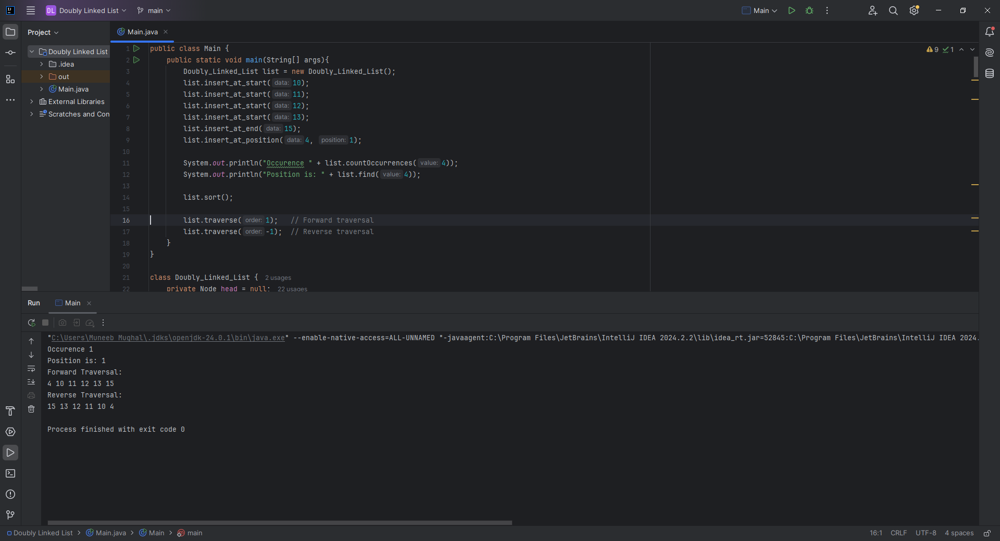 DL Doubly Linked List main Main
Project
Main.java
Doubly Linked List
.idea
out
Main.java
External Libraries
Scratches and Con
9 1
1 public class Main {
2 public static void main(String[] args){
3 Doubly_Linked_List list = new Doubly_Linked_List();
4 list.insert_at_start( data: 10);
5 list.insert_at_start( data: 11);
6 list.insert_at_start( data: 12);
7 list.insert_at_start( data: 13);
8 list.insert_at_end( data: 15);
9 list.insert_at_position( data: 4, position: 1);
10
11 System.out.println("Occurence " + list.countOccurrences( value: 4));
12 System.out.println("Position is: " + list.find( value: 4));
13
14 list.sort();
15
16 list.traverse( order: 1); // Forward traversal
17 list.traverse( order: -1); // Reverse traversal
18 }
19 }
20
21 class Doubly_Linked_List { 2 usages
22 private Node head = null; 22 usages
Run Main
"C:\Users\Muneeb Mughal\.jdks\openjdk-24.0.1\bin\java.exe" --enable-native-access=ALL-UNNAMED "-javaagent:C:\Program Files\JetBrains\IntelliJ IDEA 2024.2.2\lib\idea_rt.jar=52845:C:\Program Files\JetBrains\IntelliJ IDEA 2024.
Occurence 1
Position is: 1
Forward Traversal:
4 10 11 12 13 15
Reverse Traversal:
15 13 12 11 10 4
Process finished with exit code 0
Doubly Linked List > Main.java > Main > main
16:1 CRLF UTF-8 4 spaces